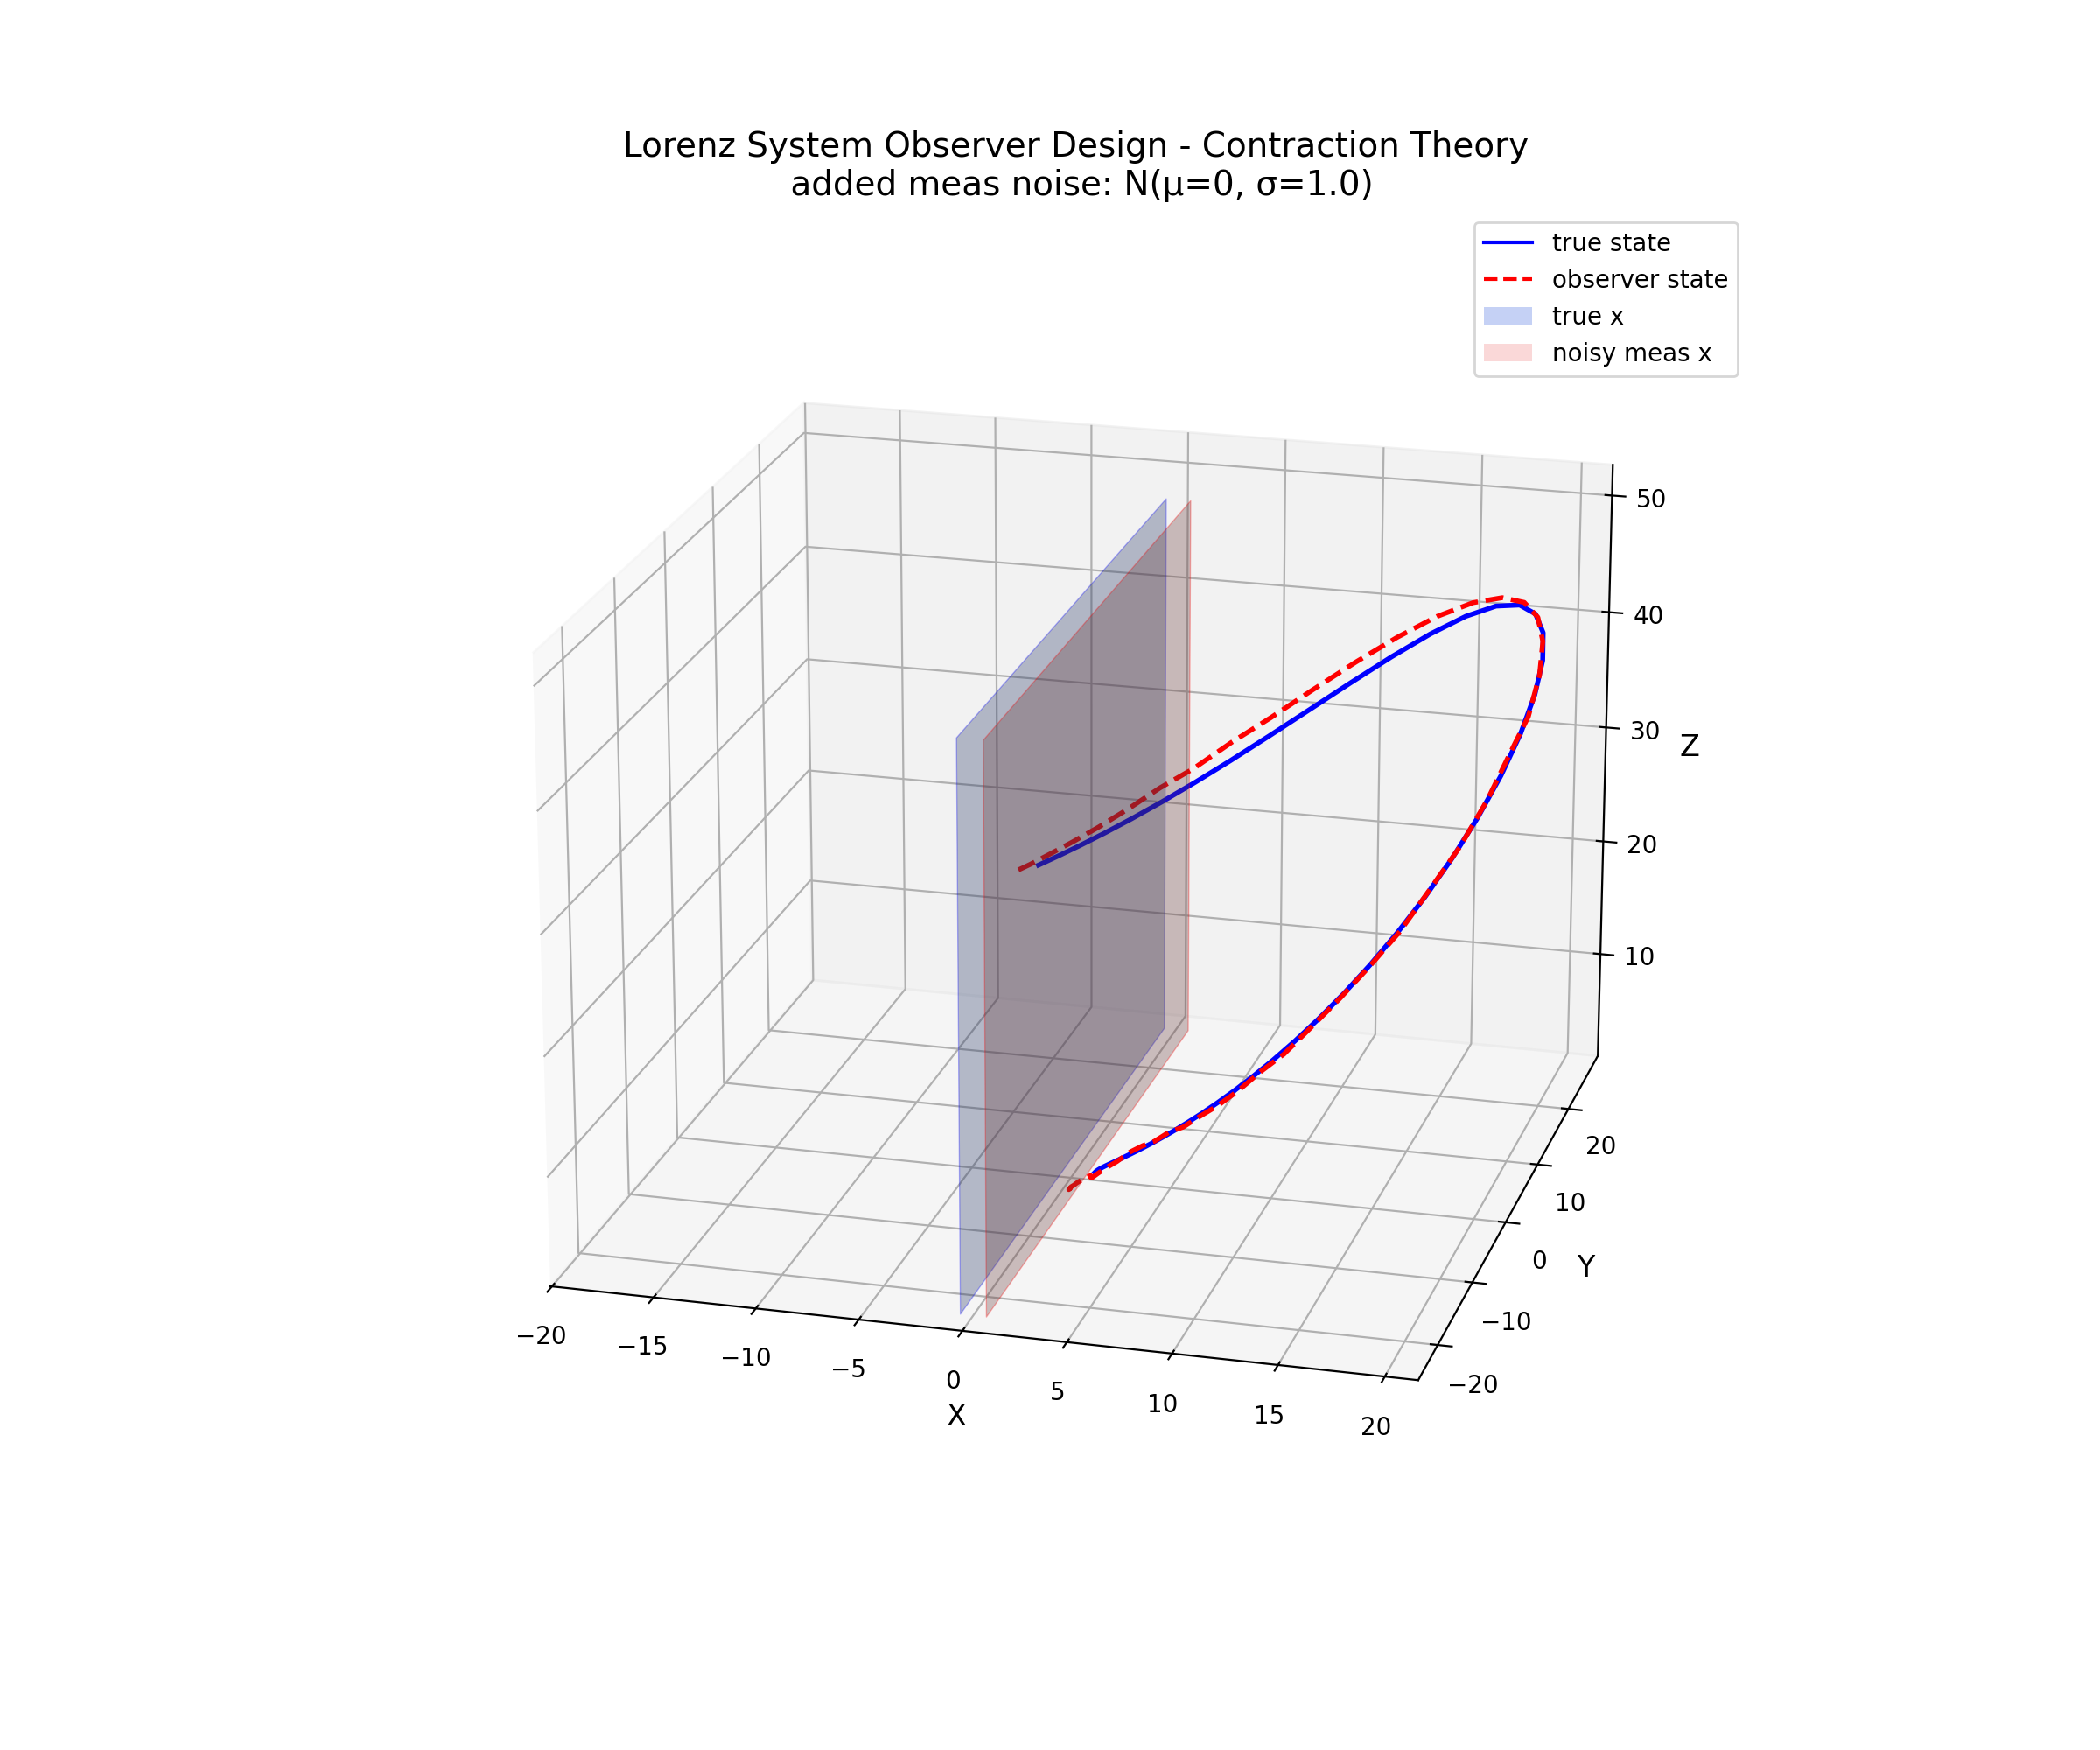 Lorenz System Observer Design - Contraction Theory
added meas noise: N(μ=0, σ=1.0)
true state
observer state
true x
noisy meas x
50
40
30
Z
20
10
20
10
0
Y
−10
−20
−20
−15
−10
−5
0
5
10
15
20
X